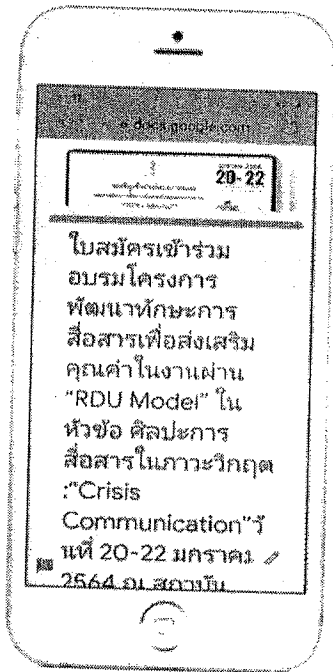 docs.google.com
20-22
ใบสมัครเข้าร่วม
อบรมโครงการ
พัฒนาทักษะการ
สื่อสารเพื่อส่งเสริม
คุณค่าในงานผ่าน
"RDU Model" ใน
หัวข้อ ศิลปะการ
สื่อสารในภาวะวิกฤต
:"Crisis
Communication"วั
นที่ 20-22 มกราคม
2564 ณ สถาบัน